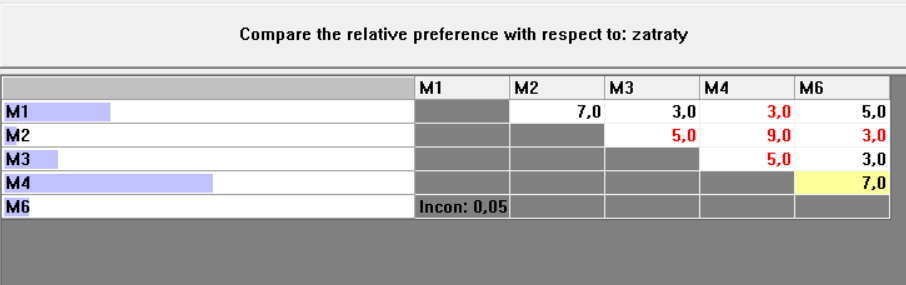 Compare the relative preference with respect to: zatraty
M1 M2 M3 M4 M6
M1 7,0 3,0 3,0 5,0
M2 5,0 9,0 3,0
M3 5,0 3,0
M4 7,0
M6 Incon: 0,05